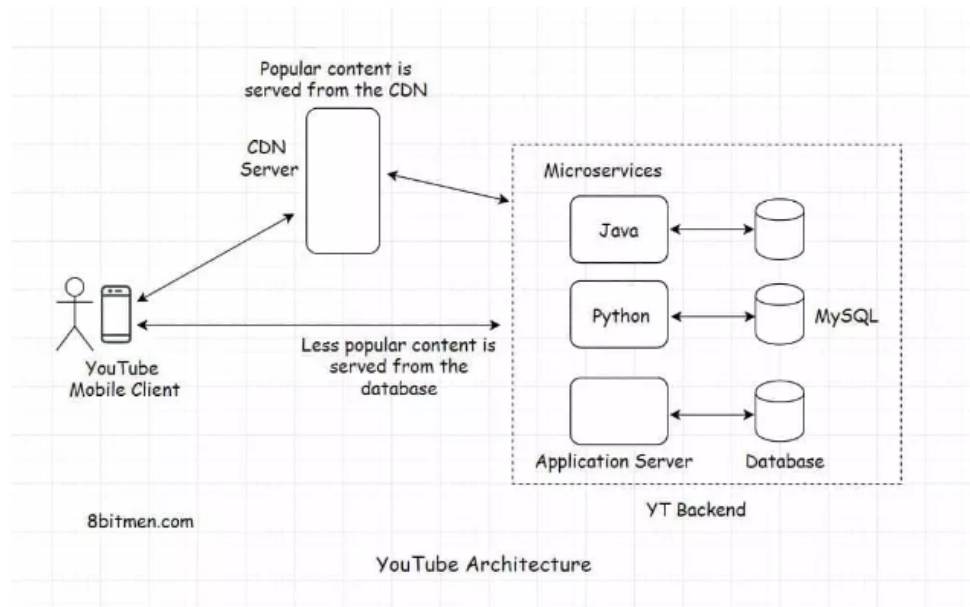 Popular content is
served from the CDN
CDN
Server
Microservices
Java
Python
MySQL
Less popular content is
served from the
database
YouTube
Mobile Client
Application Server
Database
YT Backend
8bitmen.com
YouTube Architecture